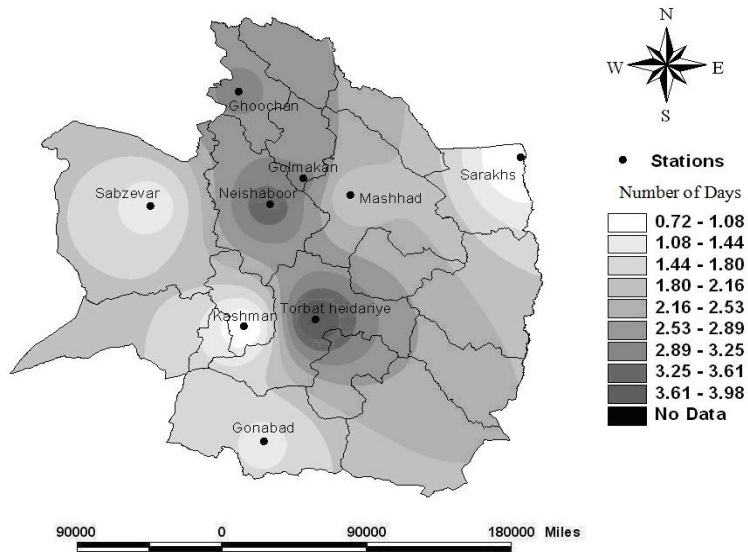 N
W E
S
Ghoochan
Golmakan
Sabzevar
Neishaboor
Mashhad
Sarakhs
Kashman
Torbat heidariye
Gonabad
Stations
Number of Days
0.72 - 1.08
1.08 - 1.44
1.44 - 1.80
1.80 - 2.16
2.16 - 2.53
2.53 - 2.89
2.89 - 3.25
3.25 - 3.61
3.61 - 3.98
No Data
90000 0 90000 180000 Miles